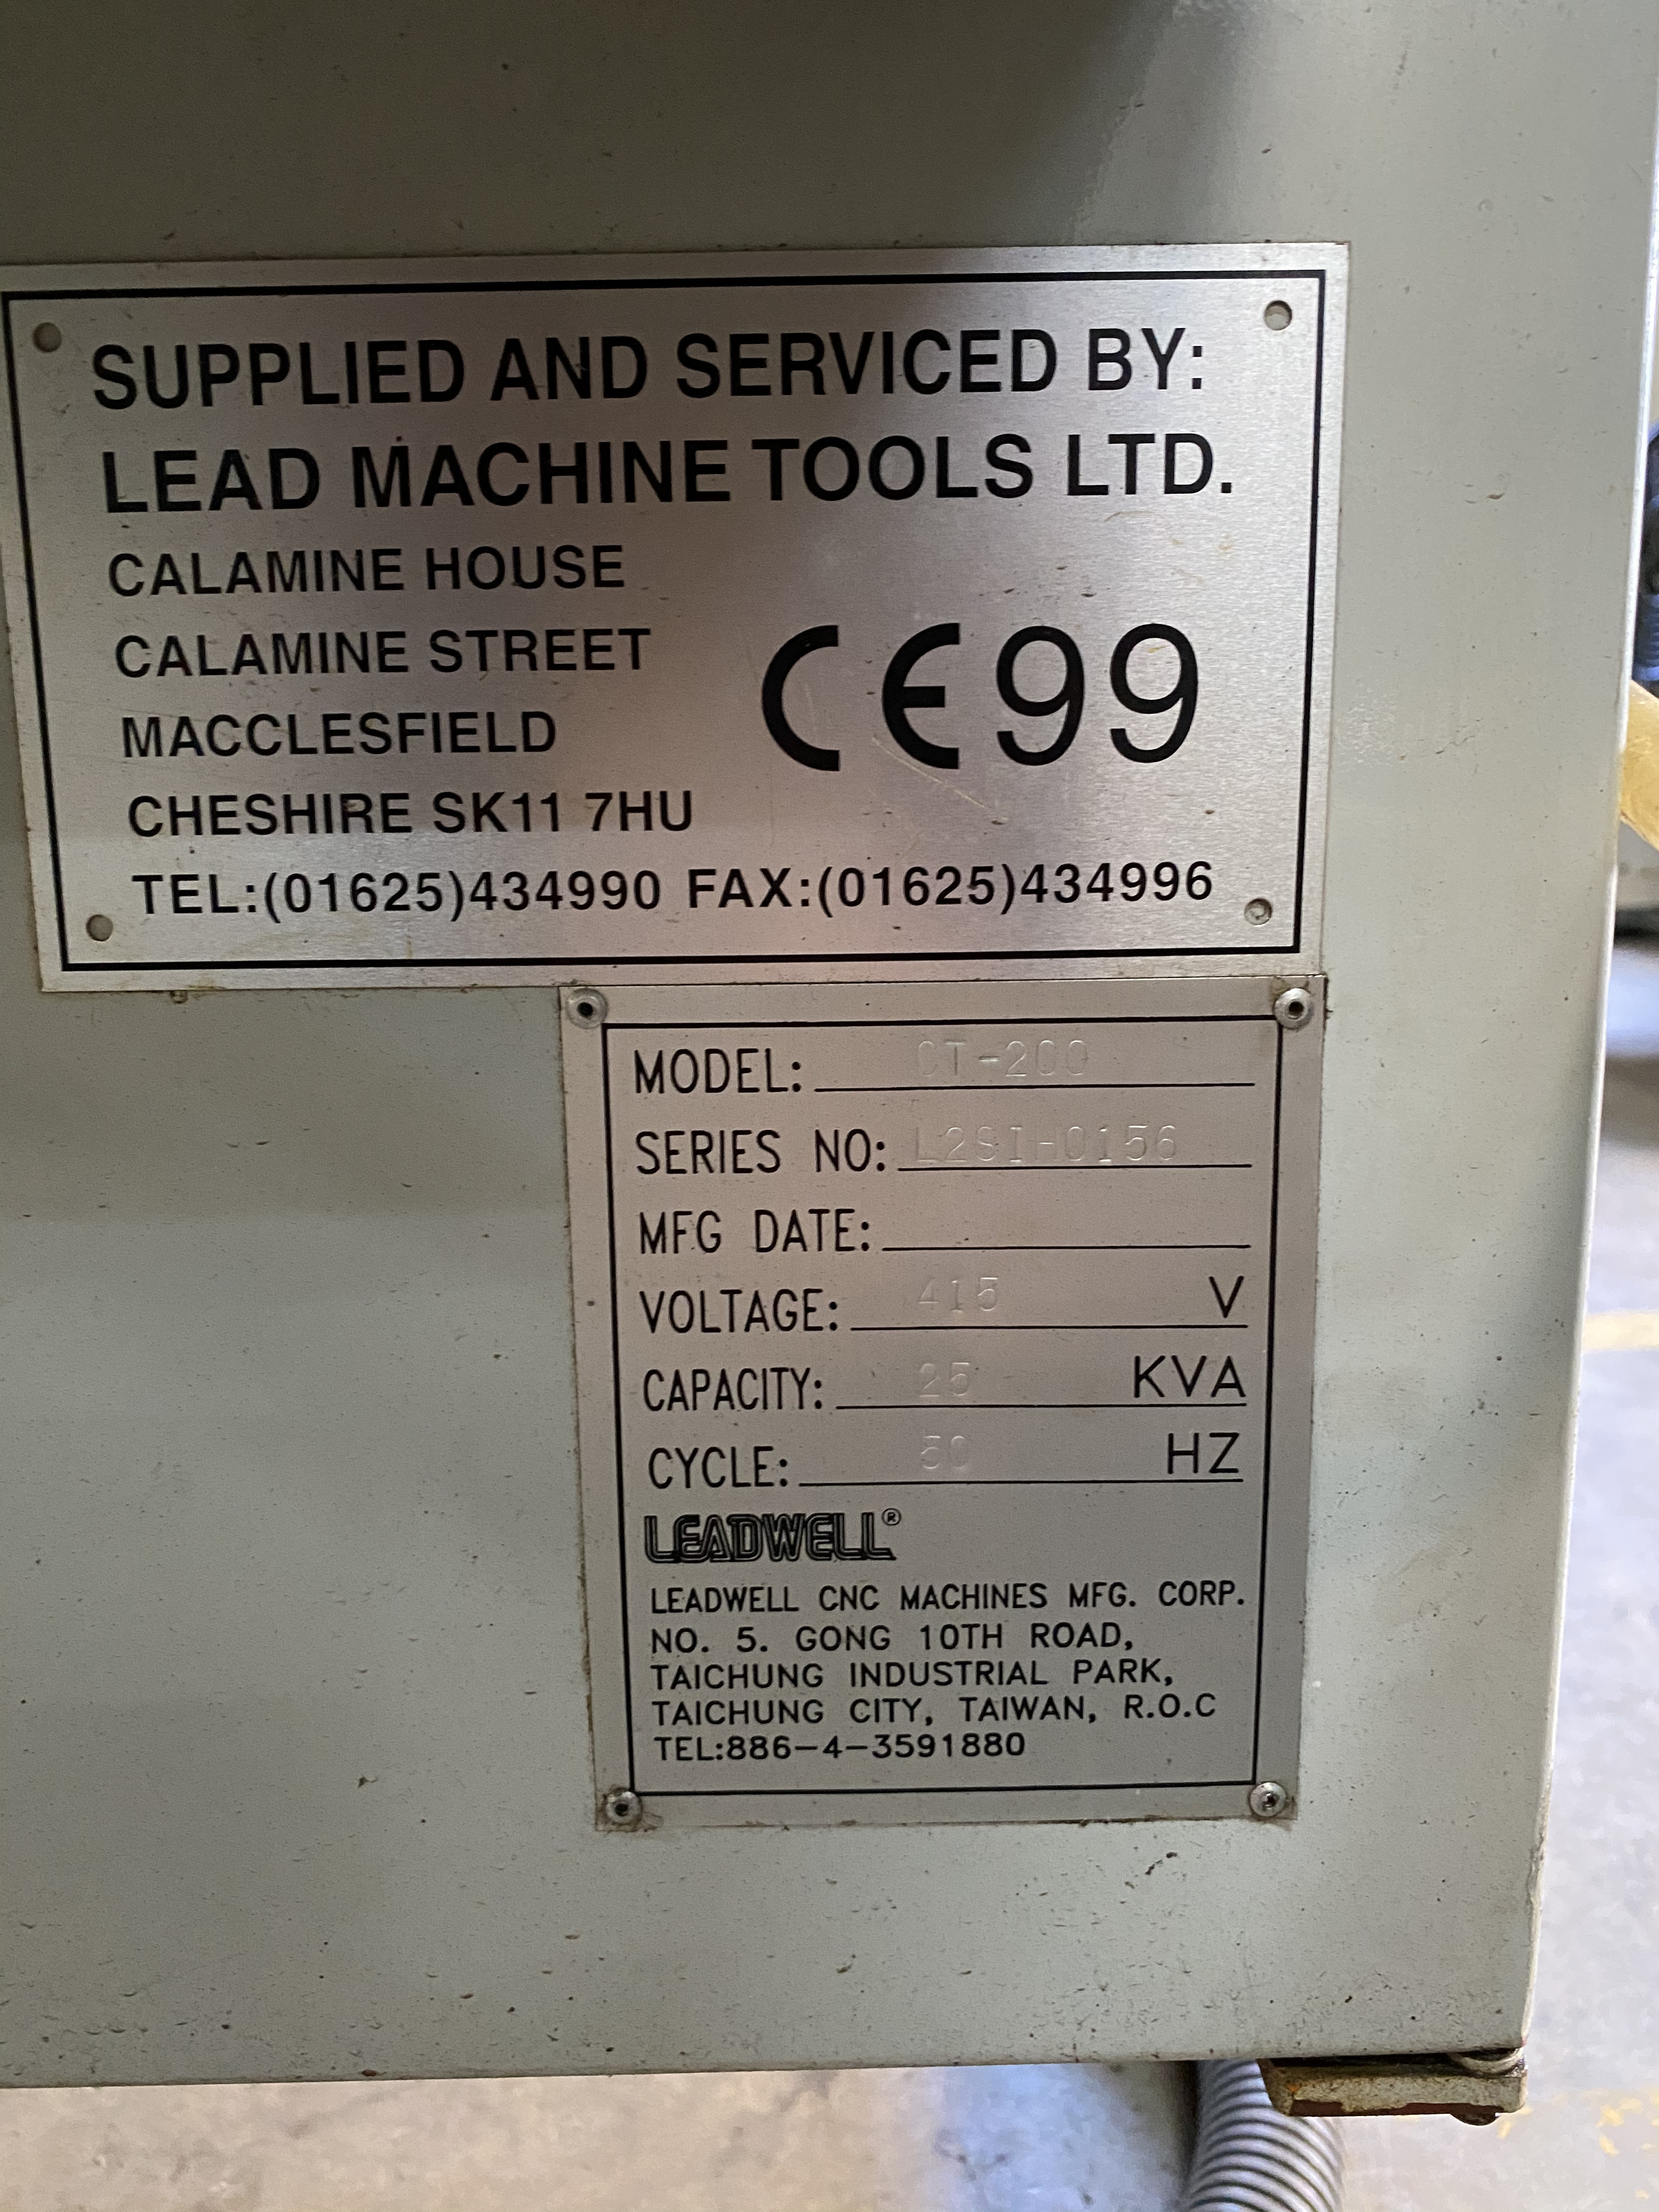 SUPPLIED AND SERVICED BY:
LEAD MACHINE TOOLS LTD.
CALAMINE HOUSE
CALAMINE STREET
MACCLESFIELD
CE99
CHESHIRE SK11 7HU
TEL:(01625)434990 FAX:(01625)434996
MODEL: CT-200
SERIES NO:
MFG DATE:
VOLTAGE: 415 V
CAPACITY: 25 KVA
CYCLE: 50 HZ
LEADWELL®
LEADWELL CNC MACHINES MFG. CORP.
NO. 5. GONG 10TH ROAD,
TAICHUNG INDUSTRIAL PARK,
TAICHUNG CITY, TAIWAN, R.O.C
TEL:886-4-3591880